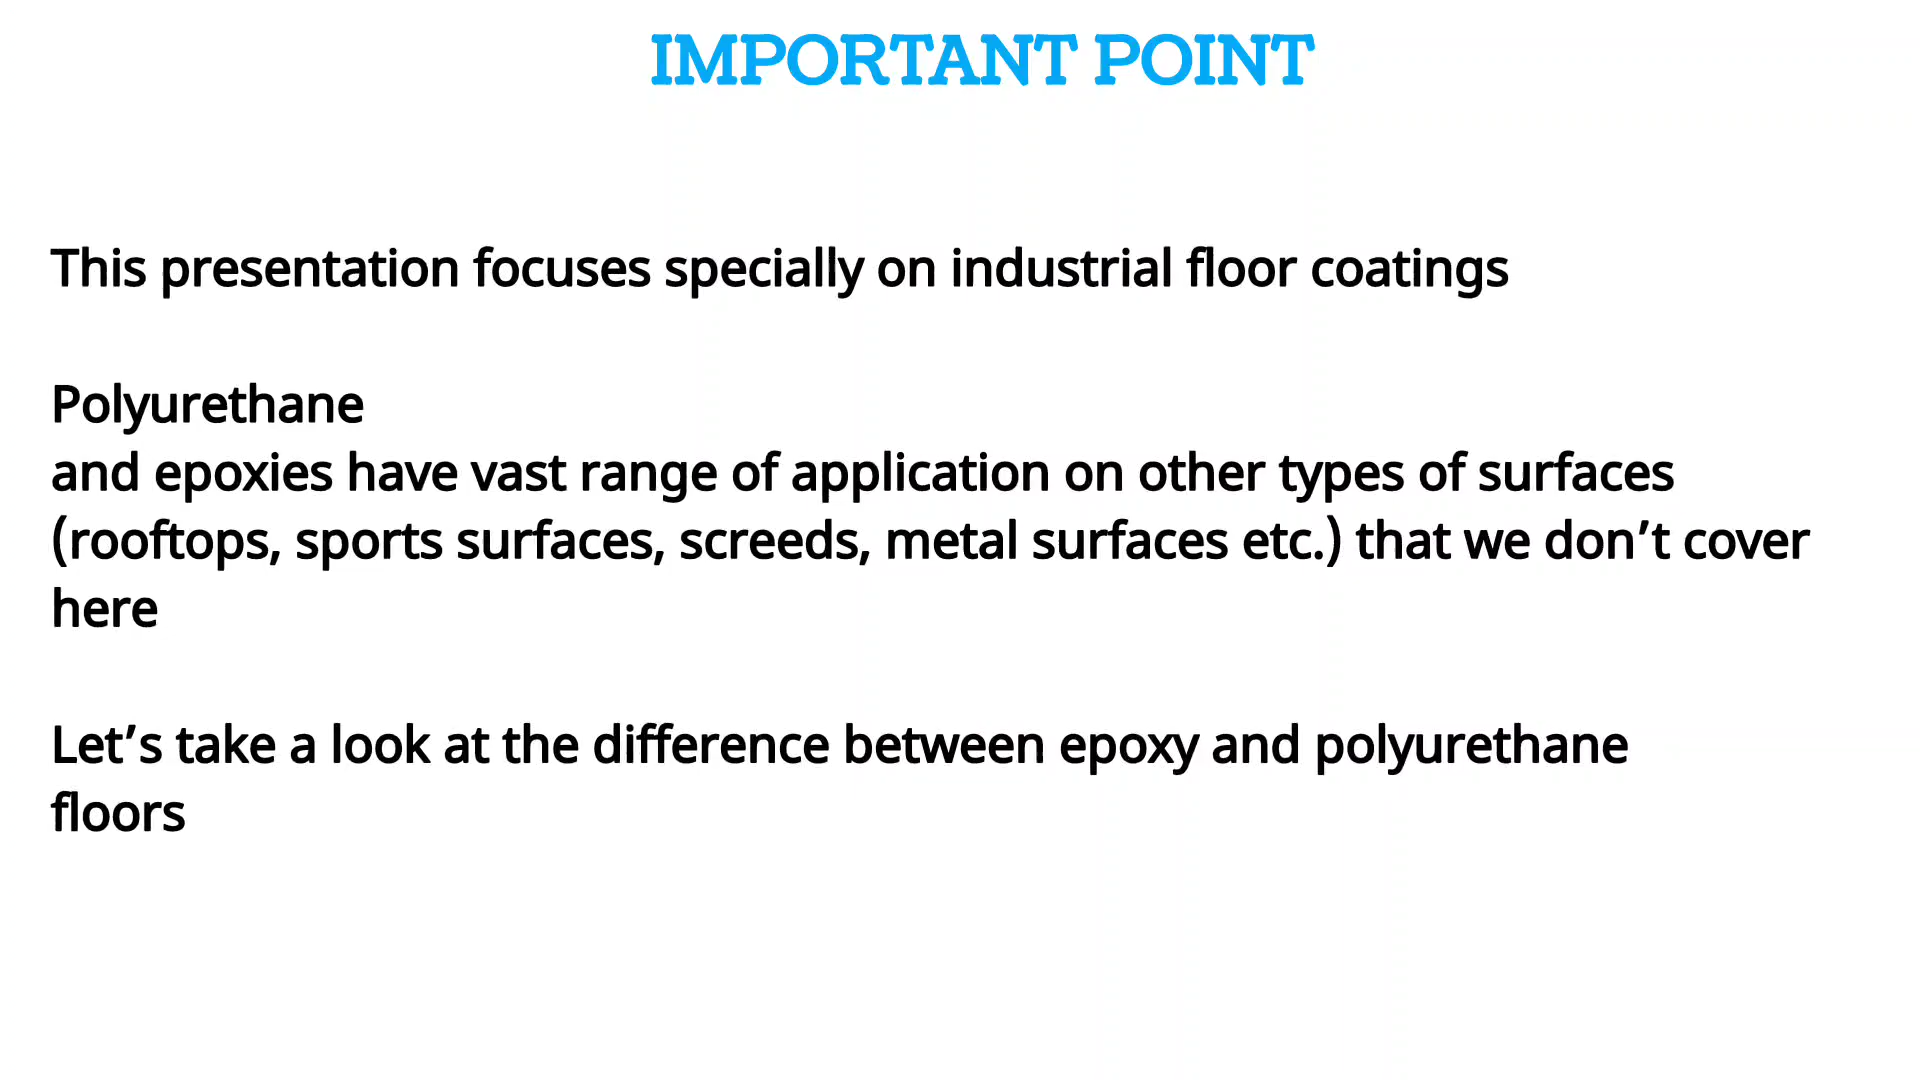 IMPORTANT POINT
This presentation focuses specially on industrial floor coatings
Polyurethane
and epoxies have vast range of application on other types of surfaces
(rooftops, sports surfaces, screeds, metal surfaces etc.) that we don’t cover
here
Let’s take a look at the difference between epoxy and polyurethane
floors